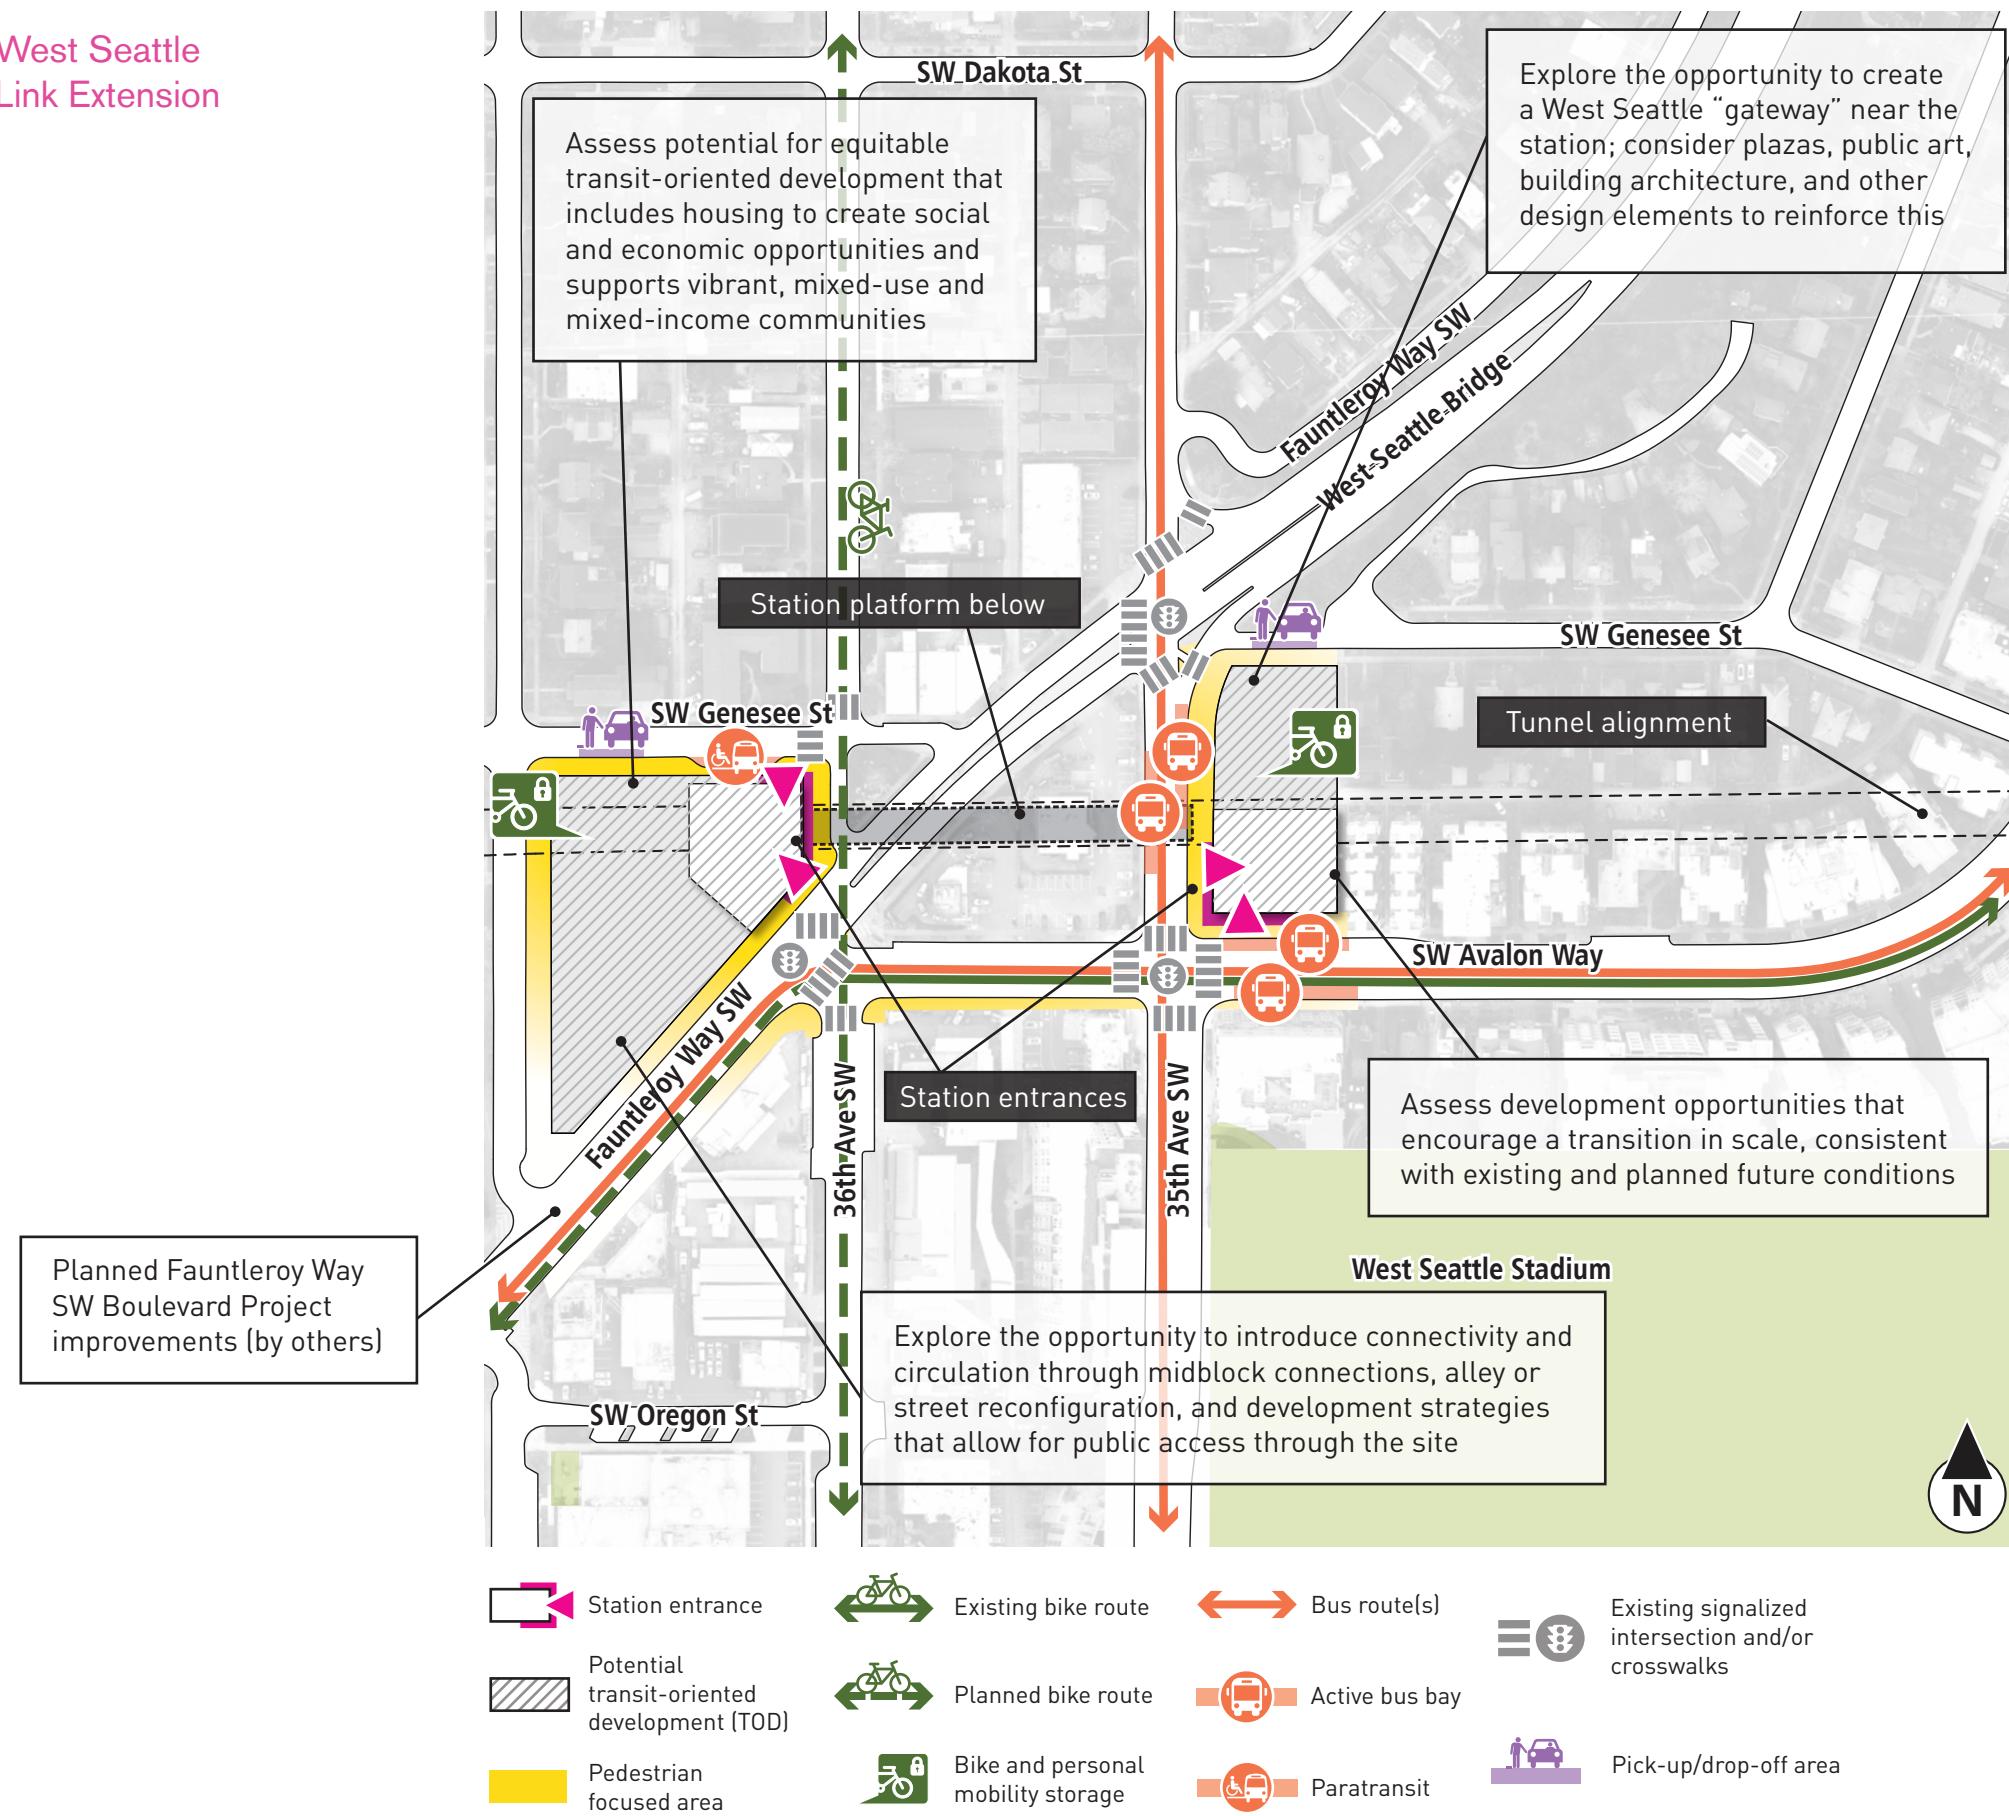 West Seattle
Link Extension
SW Dakota St
Explore the opportunity to create
a West Seattle “gateway” near the
station; consider plazas, public art,
building architecture, and other
design elements to reinforce this
Assess potential for equitable
transit-oriented development that
includes housing to create social
and economic opportunities and
supports vibrant, mixed-use and
mixed-income communities
Fauntleroy Way SW
West Seattle Bridge
Station platform below
SW Genesee St
SW Genesee St
Tunnel alignment
SW Avalon Way
Fauntleroy Way SW
36th Ave SW
Station entrances
35th Ave SW
Assess development opportunities that
encourage a transition in scale, consistent
with existing and planned future conditions
Planned Fauntleroy Way
SW Boulevard Project
improvements (by others)
West Seattle Stadium
Explore the opportunity to introduce connectivity and
circulation through midblock connections, alley or
street reconfiguration, and development strategies
that allow for public access through the site
SW Oregon St
N
Station entrance
Potential
transit-oriented
development (TOD)
Pedestrian
focused area
Existing bike route
Planned bike route
Bike and personal
mobility storage
Bus route(s)
Active bus bay
Paratransit
Existing signalized
intersection and/or
crosswalks
Pick-up/drop-off area